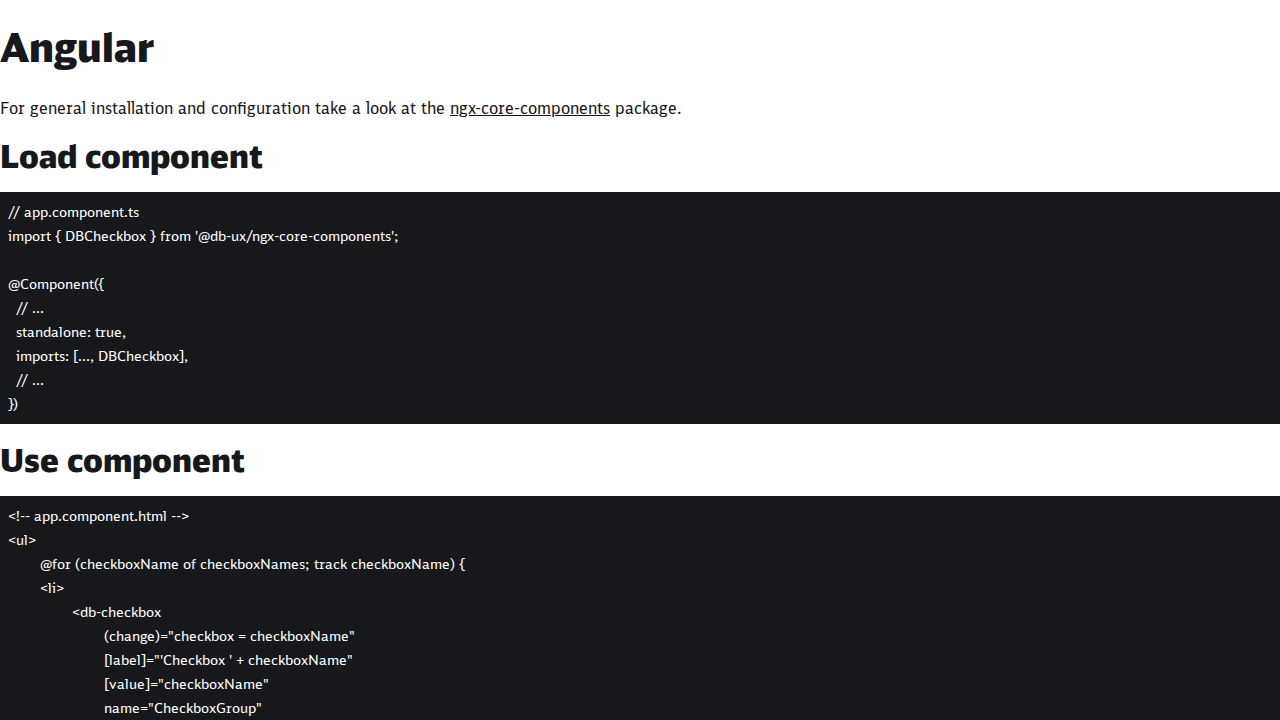 Angular
For general installation and configuration take a look at the ngx-core-components package.
Load component
// app.component.ts
import { DBCheckbox } from '@db-ux/ngx-core-components';
@Component({
// ...
standalone: true,
imports: [..., DBCheckbox],
// ...
})
Use component
<!-- app.component.html -->
<ul>
@for (checkboxName of checkboxNames; track checkboxName) {
<li>
<db-checkbox
(change)="checkbox = checkboxName"
[label]="'Checkbox ' + checkboxName"
[value]="checkboxName"
name="CheckboxGroup"